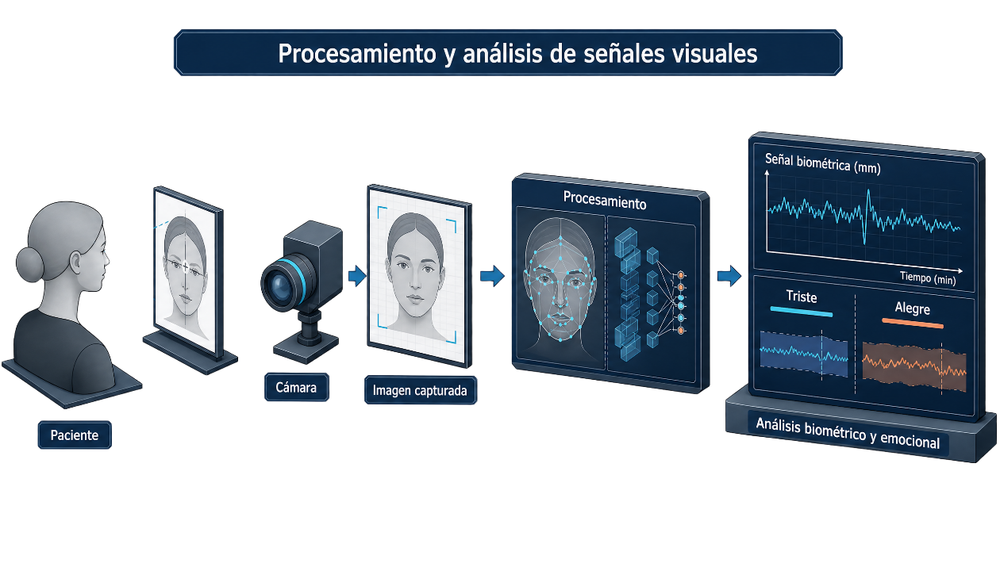 Procesamiento y análisis de señales visuales
Paciente
Cámara
Imagen capturada
Procesamiento
Señal biométrica (mm)
Tiempo (min)
Triste
Alegre
Análisis biométrico y emocional